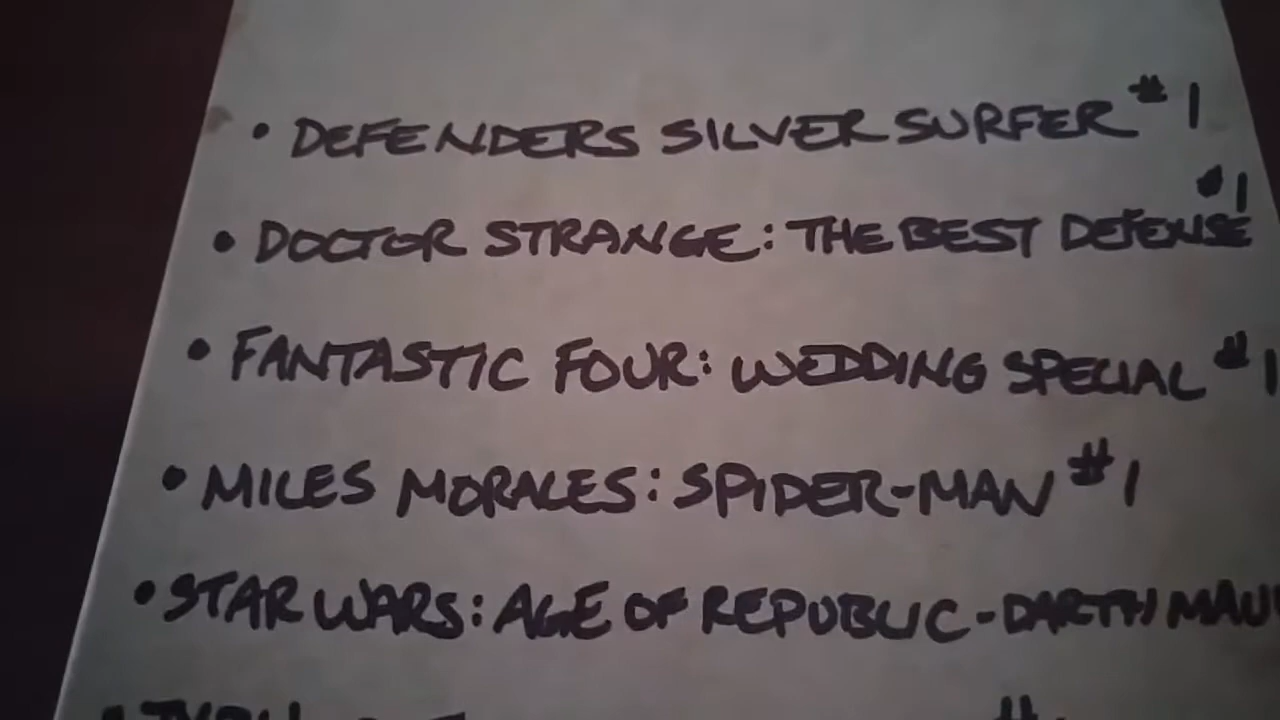 • DEFENDERS SILVER SURFER #1
• DOCTOR STRANGE: THE BEST DEFENSE #1
• FANTASTIC FOUR: WEDDING SPECIAL #1
• MILES MORALES: SPIDER-MAN #1
• STAR WARS: AGE OF REPUBLIC-DARTH MAU